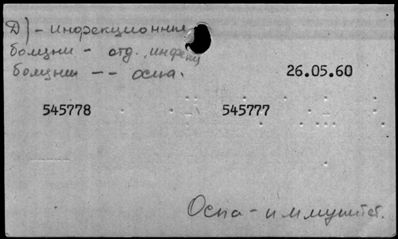 Д) - инфекционные
болезни - отд. инфекц
болезни - - оспа.
26.05.60
545778 545777
Оспа - иммунитет.